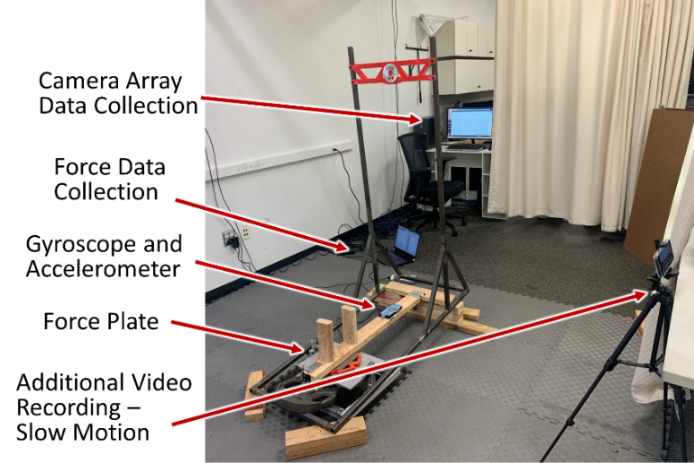 Camera Array
Data Collection
Force Data
Collection
Gyroscope and
Accelerometer
Force Plate
Additional Video
Recording –
Slow Motion